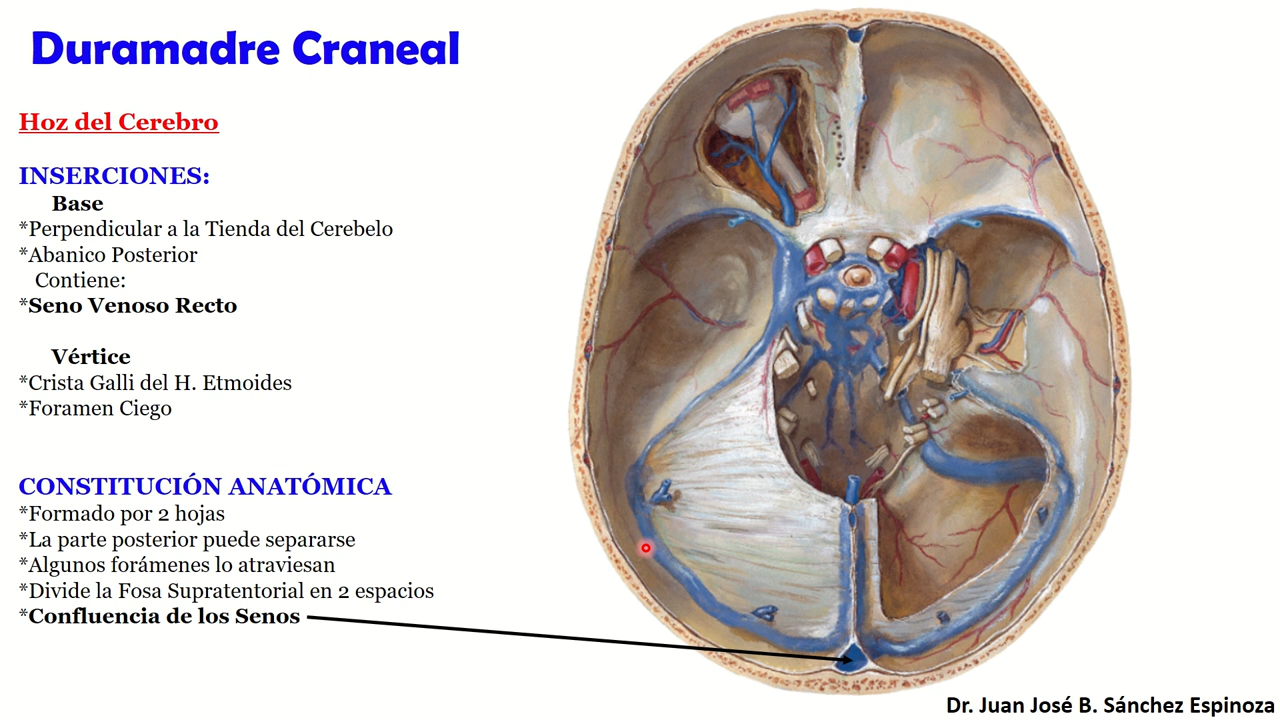 Duramadre Craneal
Hoz del Cerebro
INSERCIONES:
Base
*Perpendicular a la Tienda del Cerebelo
*Abanico Posterior
Contiene:
*Seno Venoso Recto
Vértice
*Crista Galli del H. Etmoides
*Foramen Ciego
CONSTITUCIÓN ANATÓMICA
*Formado por 2 hojas
*La parte posterior puede separarse
*Algunos forámenes lo atraviesan
*Divide la Fosa Supratentorial en 2 espacios
*Confluencia de los Senos
Dr. Juan José B. Sánchez Espinoza